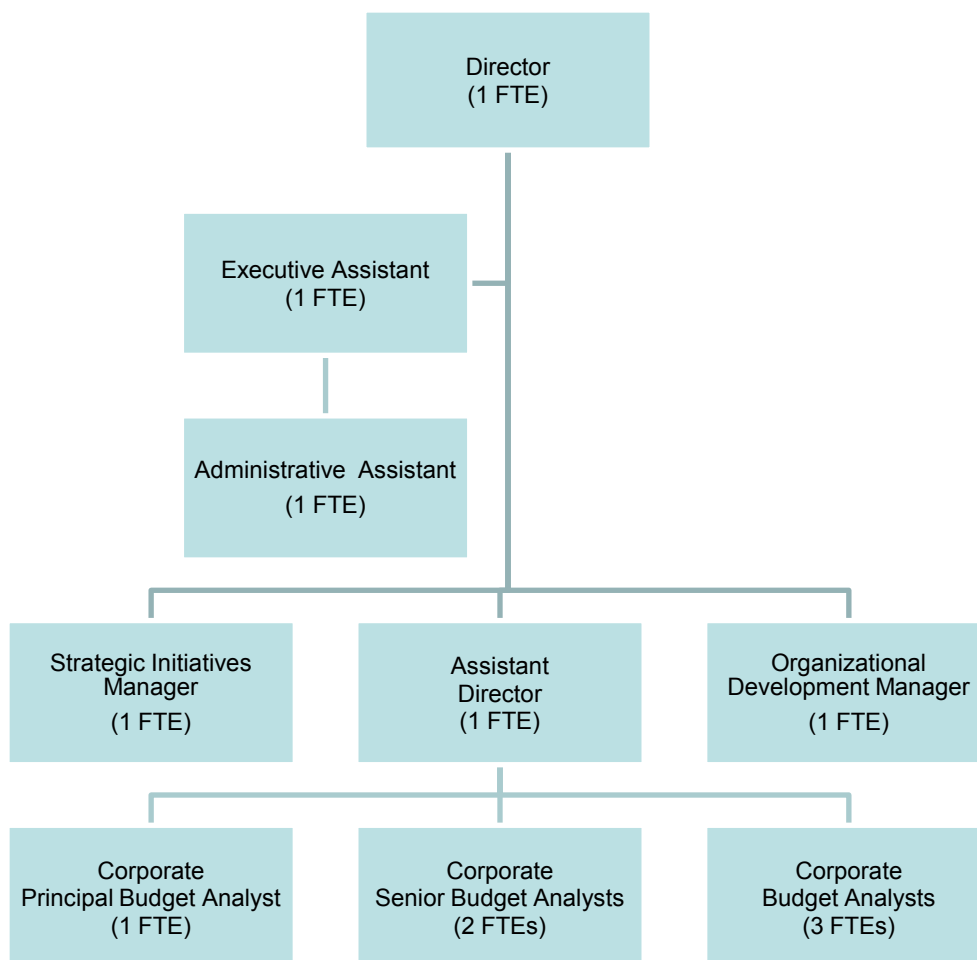 Director
(1 FTE)
Executive Assistant
(1 FTE)
Administrative  Assistant
(1 FTE)
Strategic Initiatives
Manager
(1 FTE)
Assistant
Director
(1 FTE)
Organizational
Development Manager
(1 FTE)
Corporate
Principal Budget Analyst
(1 FTE)
Corporate
Senior Budget Analysts
(2 FTEs)
Corporate
Budget Analysts
(3 FTEs)